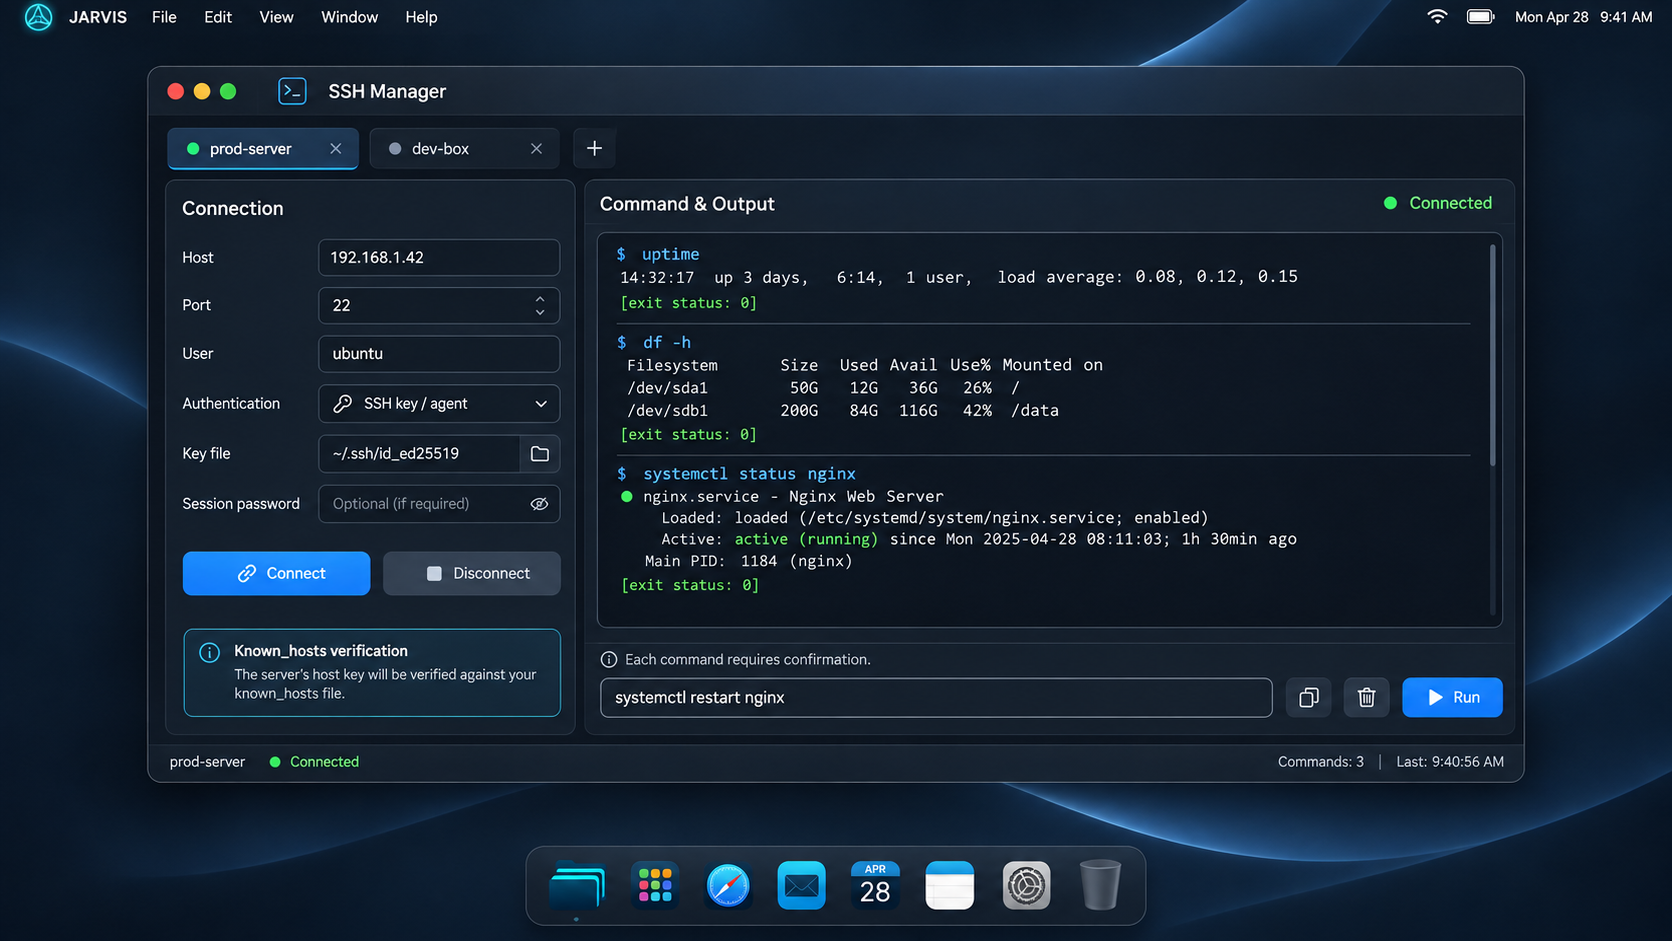 JARVIS File Edit View Window Help Mon Apr 28 9:41 AM
SSH Manager
prod-server dev-box
Connection
Host 192.168.1.42
Port 22
User ubuntu
Authentication SSH key / agent
Key file ~/.ssh/id_ed25519
Session password Optional (if required)
Connect Disconnect
Known_hosts verification
The server's host key will be verified against your
known_hosts file.
Command & Output Connected
$ uptime
14:32:17 up 3 days, 6:14, 1 user, load average: 0.08, 0.12, 0.15
[exit status: 0]
$ df -h
Filesystem Size Used Avail Use% Mounted on
/dev/sda1 50G 12G 36G 26% /
/dev/sdb1 200G 84G 116G 42% /data
[exit status: 0]
$ systemctl status nginx
nginx.service - Nginx Web Server
Loaded: loaded (/etc/systemd/system/nginx.service; enabled)
Active: active (running) since Mon 2025-04-28 08:11:03; 1h 30min ago
Main PID: 1184 (nginx)
[exit status: 0]
Each command requires confirmation.
systemctl restart nginx Run
prod-server Connected Commands: 3 | Last: 9:40:56 AM
APR
28